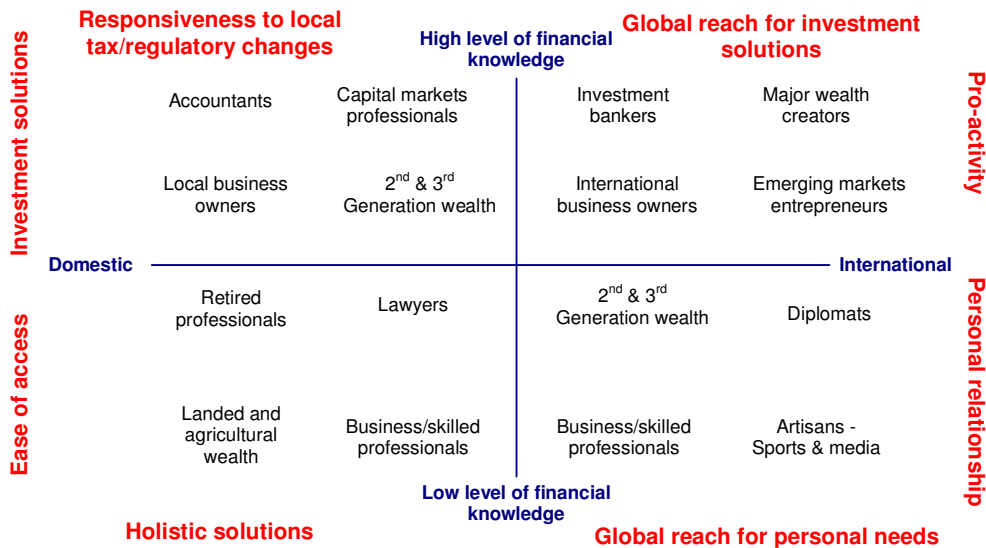 Responsiveness to local
tax/regulatory changes
Global reach for investment
solutions
High level of financial
knowledge
Investment solutions
Pro-activity
Accountants
Capital markets
professionals
Investment
bankers
Major wealth
creators
Local business
owners
2nd & 3rd
Generation wealth
International
business owners
Emerging markets
entrepreneurs
Domestic
International
Ease of access
Personal relationship
Retired
professionals
Lawyers
2nd & 3rd
Generation wealth
Diplomats
Landed and
agricultural
wealth
Business/skilled
professionals
Business/skilled
professionals
Artisans -
Sports & media
Low level of financial
knowledge
Holistic solutions
Global reach for personal needs